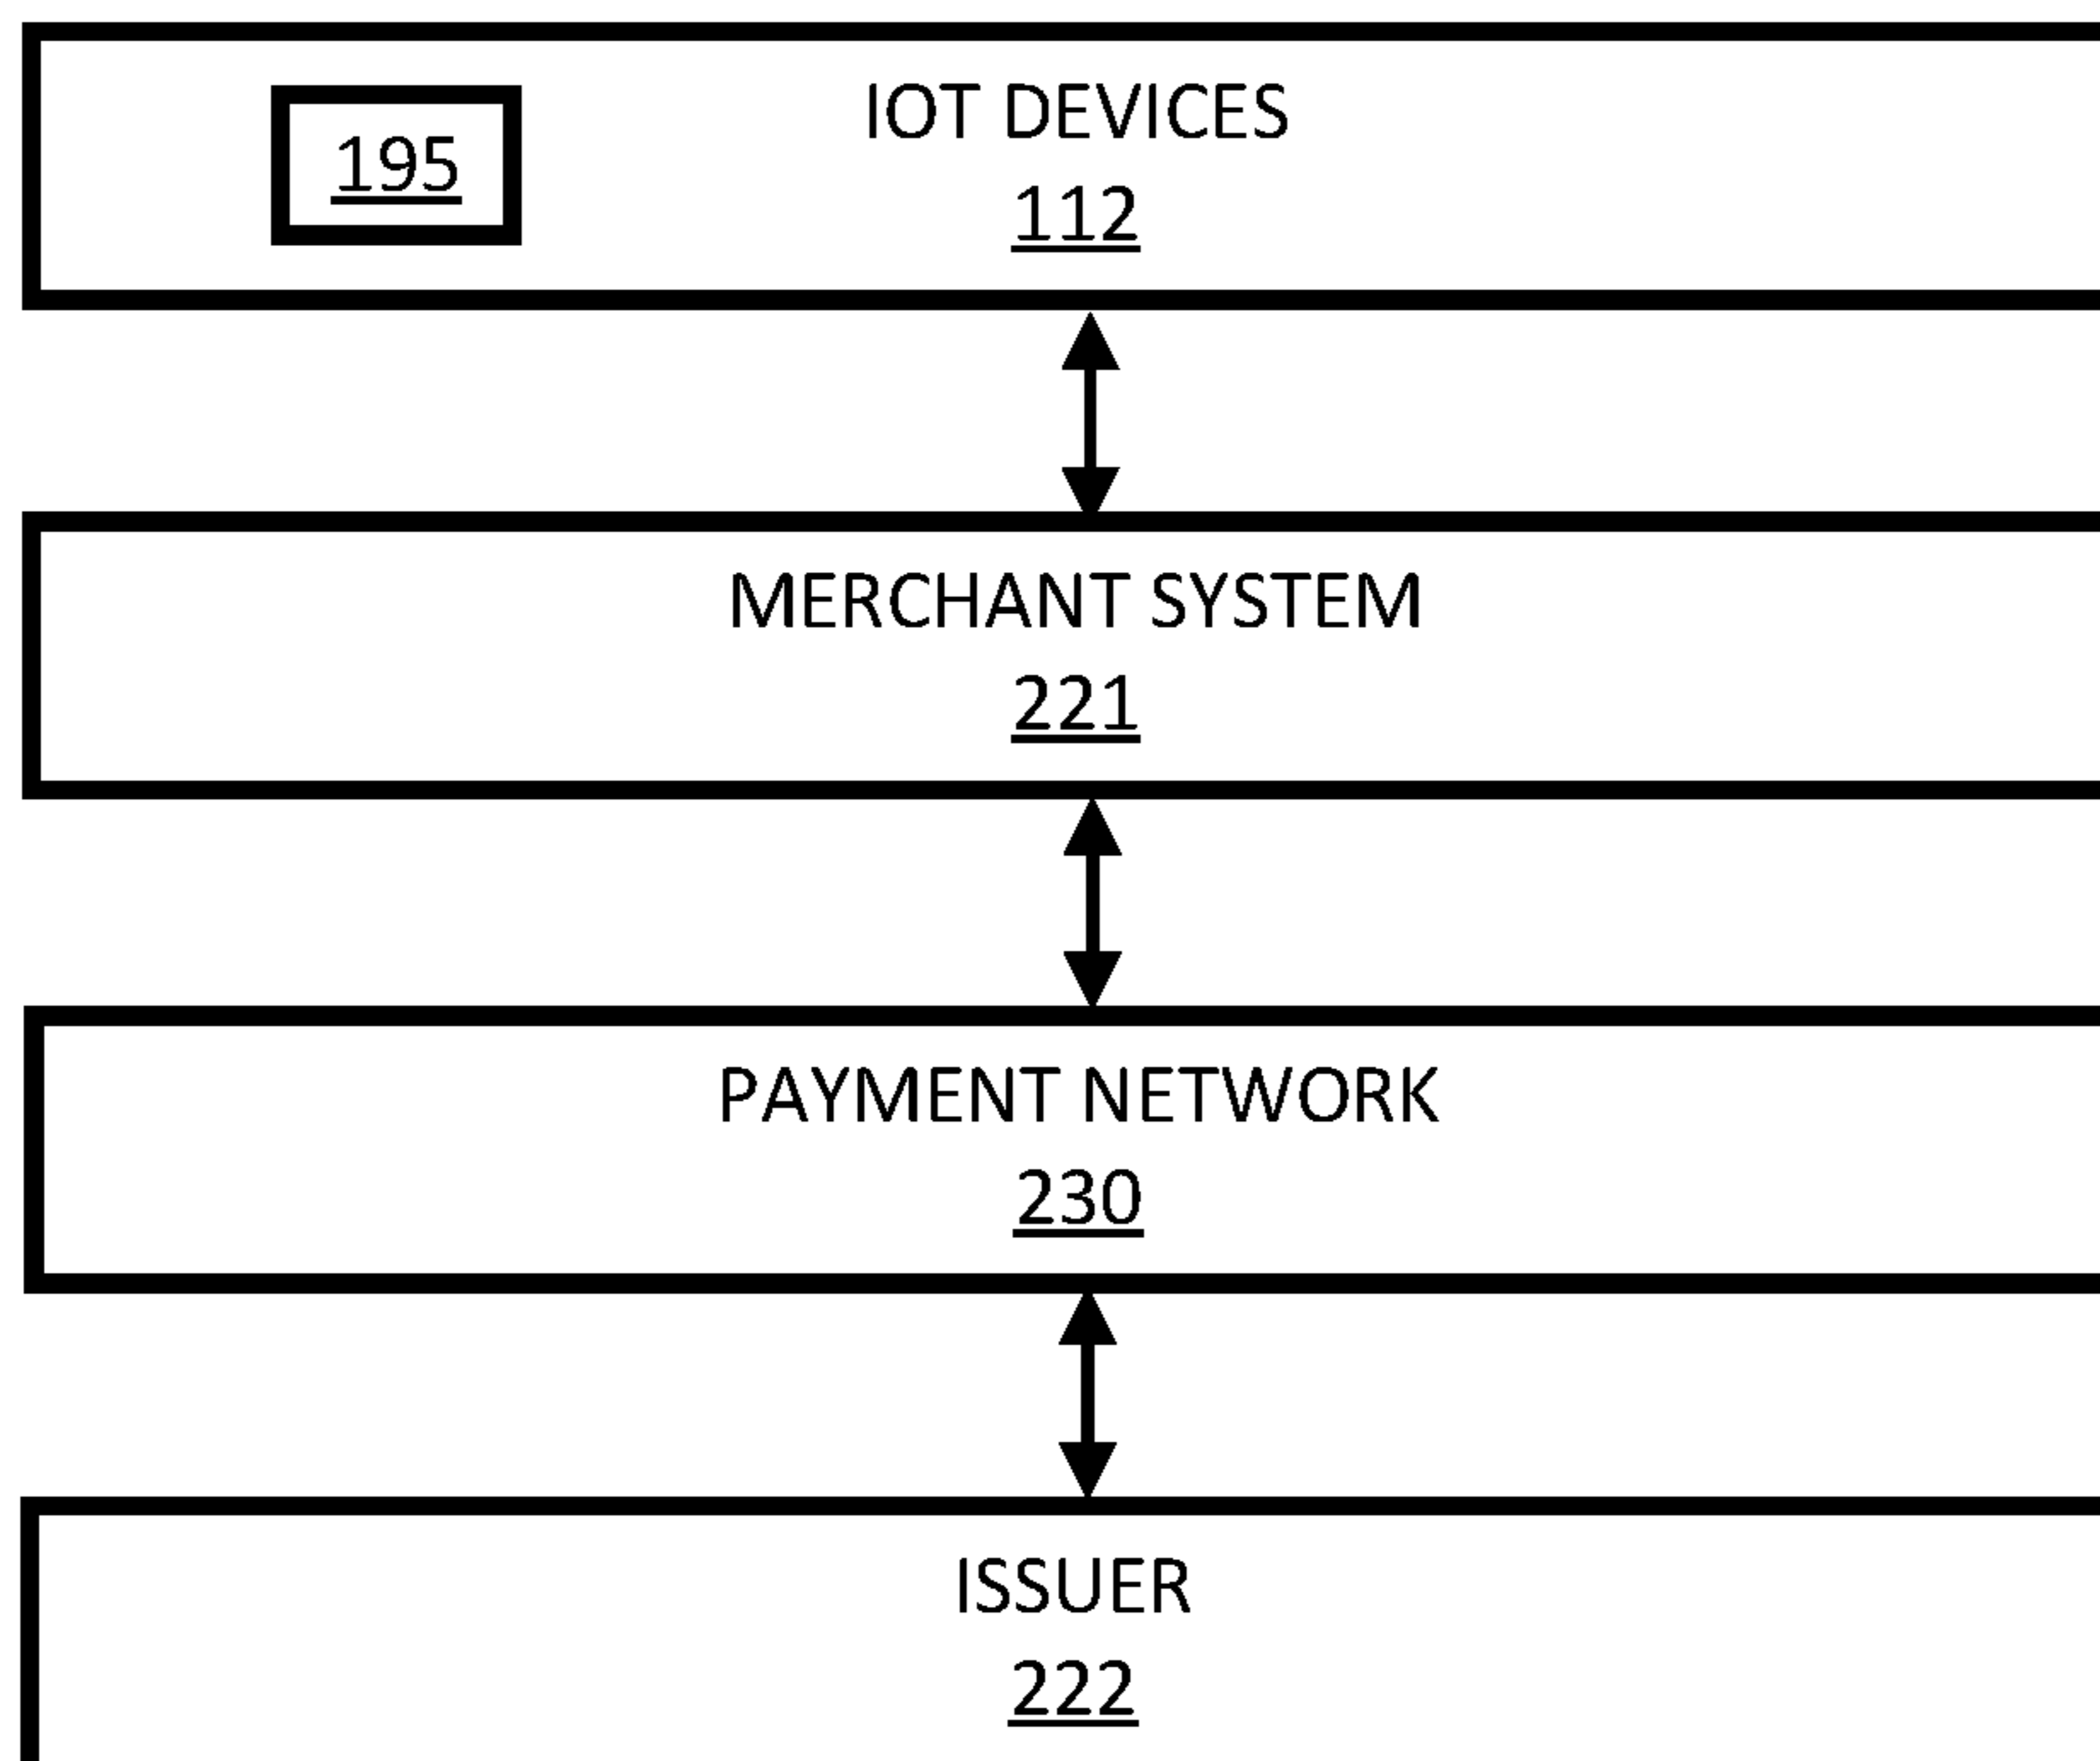 195
IOT DEVICES
112
MERCHANT SYSTEM
221
PAYMENT NETWORK
230
ISSUER
222